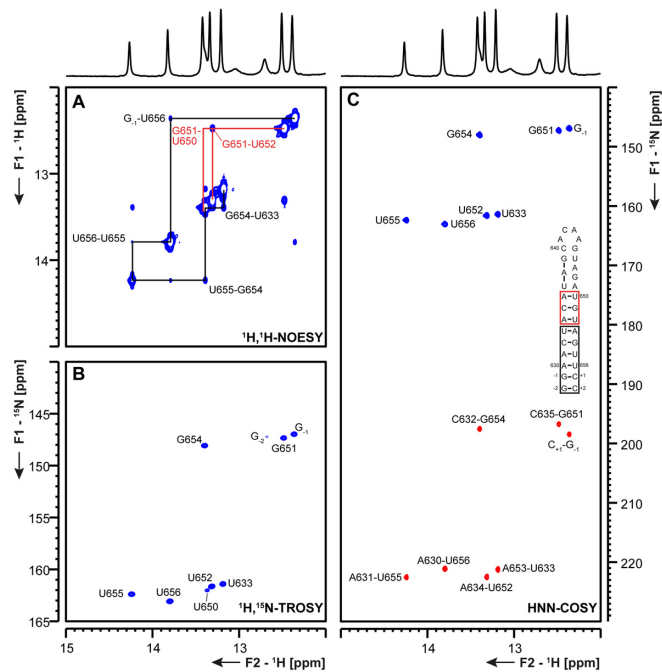 A
G-1-U656
G651-
U650
G651-U652
G654-U633
U656-U655
U655-G654
¹H,¹H-NOESY
12.5 
13.0
14.0
F1 - ¹H [ppm]
B
G654
G-2*
G-1
G651
U655
U656
U652
U650
U633
¹H,¹⁵N-TROSY
145
150
155
160
165
F1 - ¹⁵N [ppm]
15
14
13
F2 - ¹H [ppm]
C
G654
G651
G-1
U655
U656
U652
U633
640
650
630
656
-1
+1
-2
+2
C632-G654
C635-G651
C+1-G-1
A631-U655
A630-U656
A634-U652
A653-U633
HNN-COSY
150
160
170
180
190
200
210
220
F1 - ¹⁵N [ppm]
14
13
F2 - ¹H [ppm]